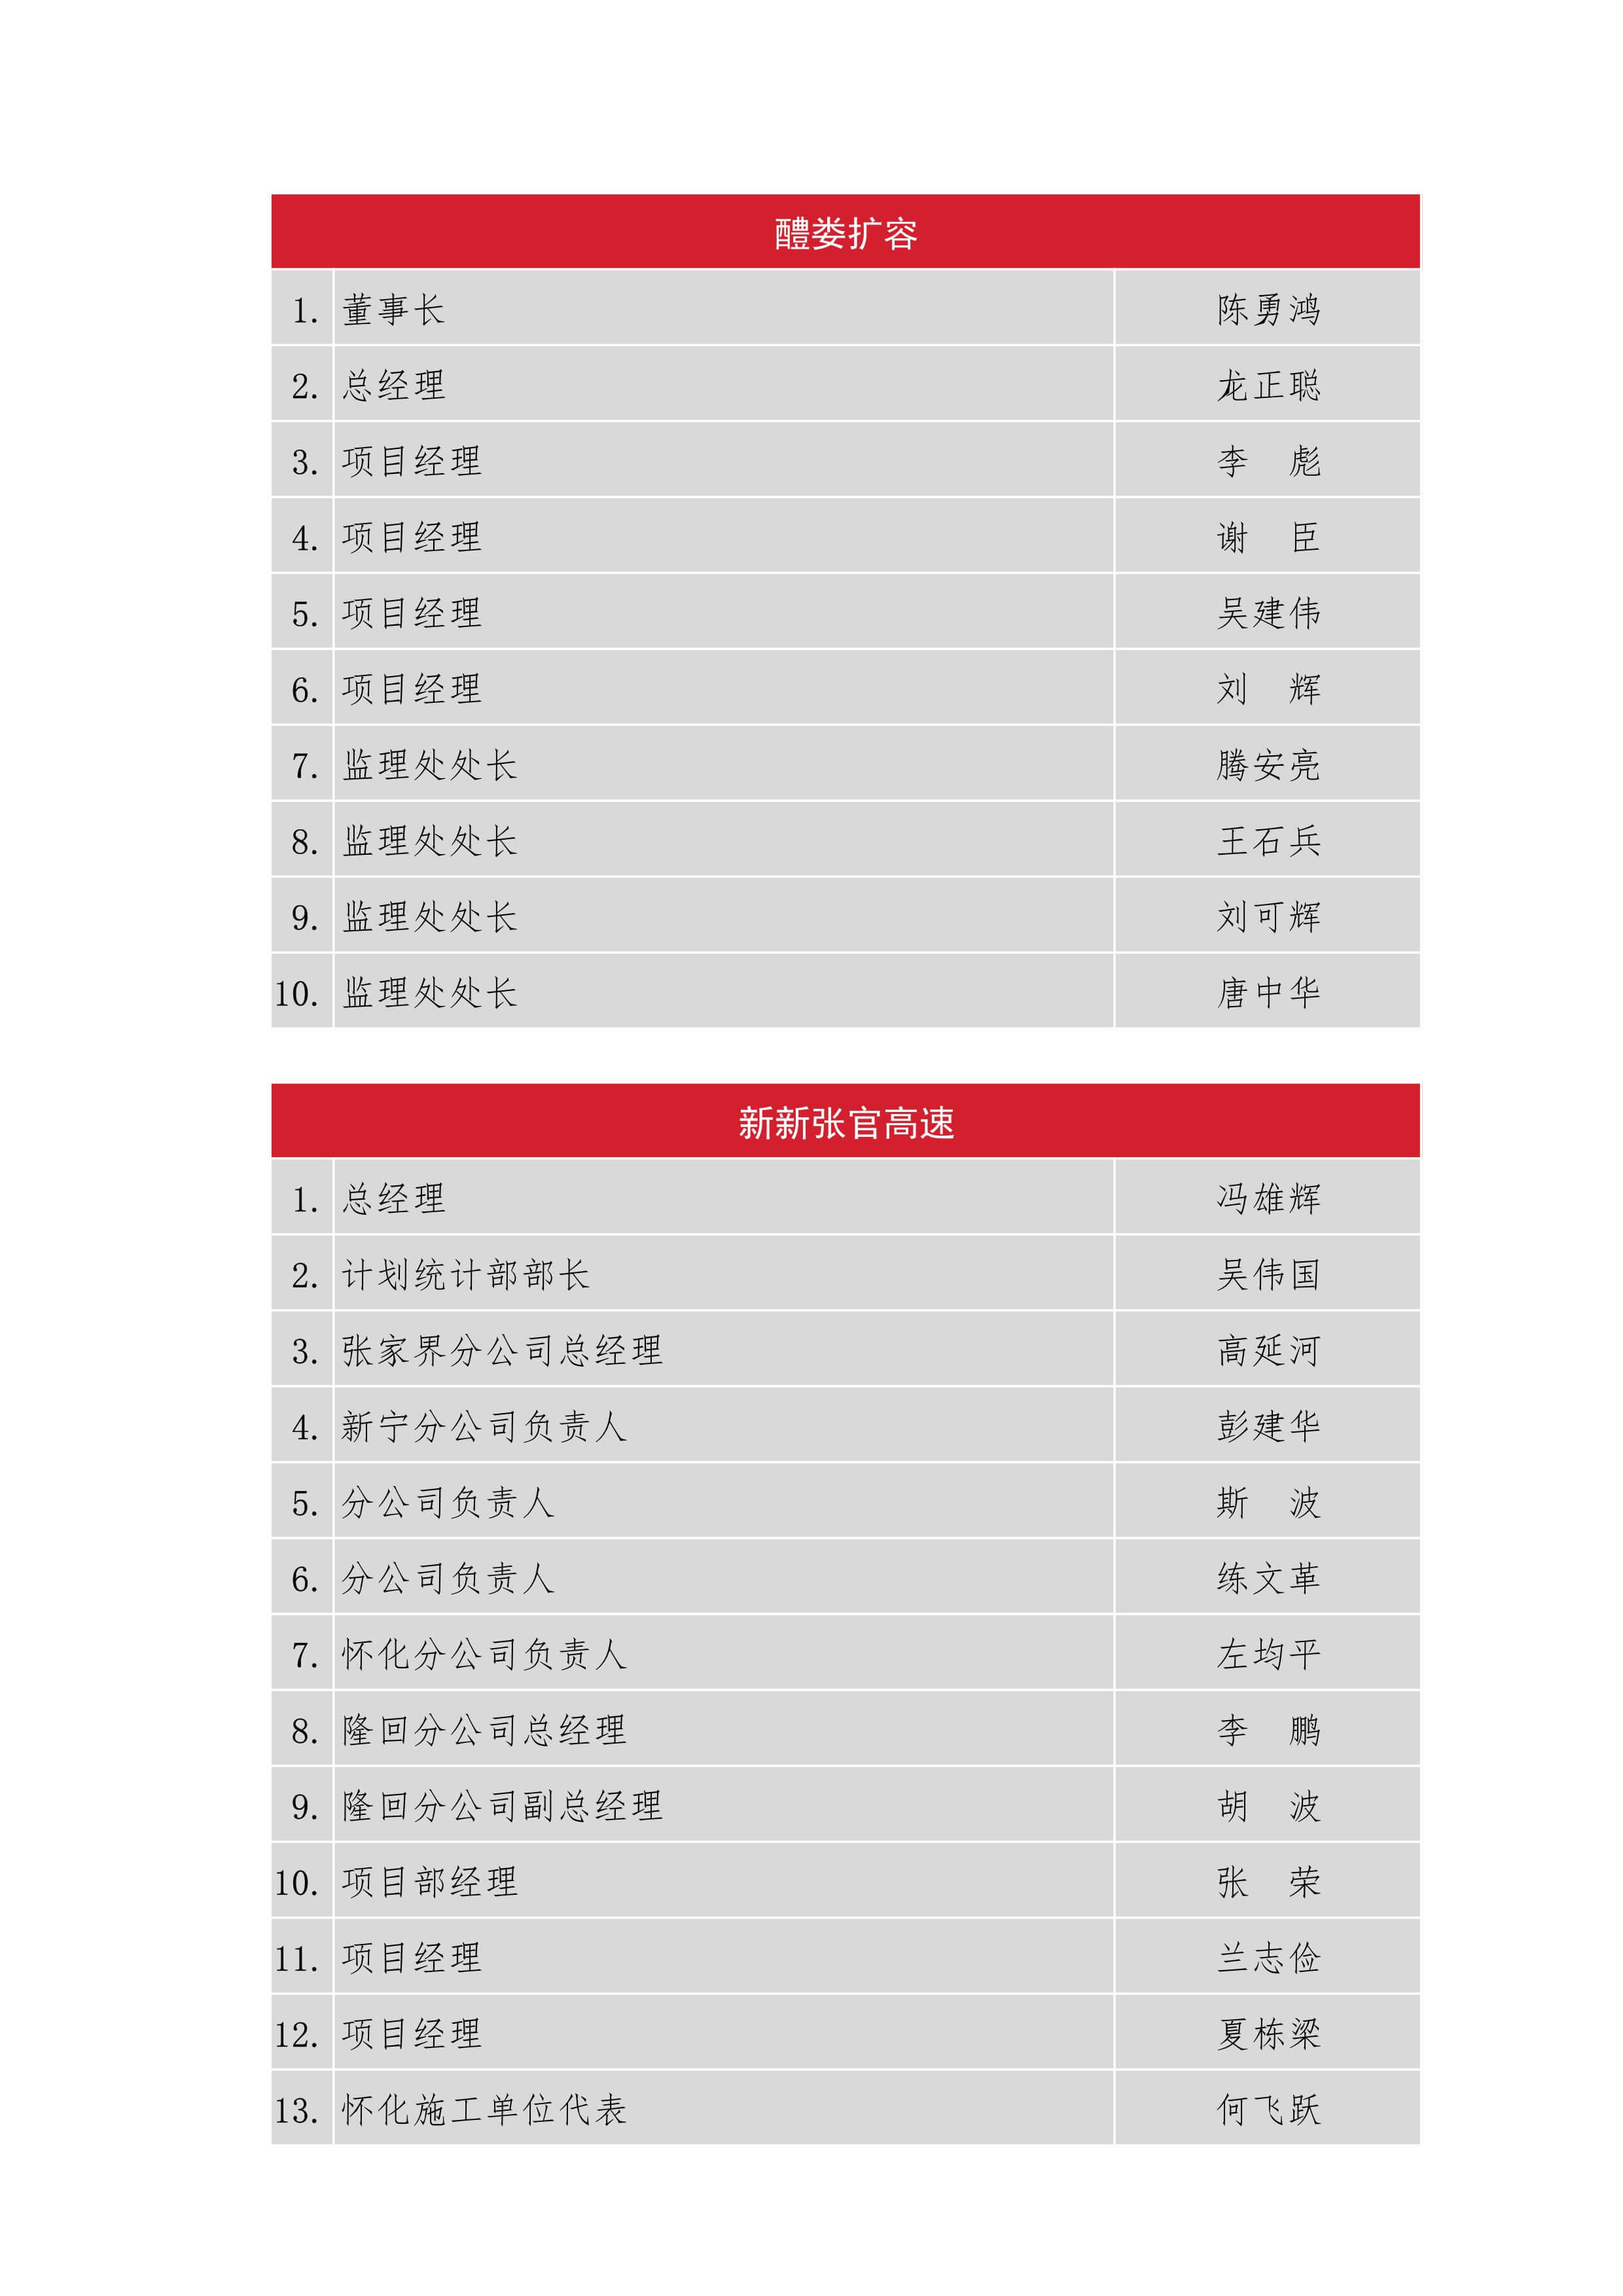 醴娄扩容
1. 董事长 陈勇鸿
2. 总经理 龙正聪
3. 项目经理 李　彪
4. 项目经理 谢　臣
5. 项目经理 吴建伟
6. 项目经理 刘　辉
7. 监理处处长 腾安亮
8. 监理处处长 王石兵
9. 监理处处长 刘可辉
10. 监理处处长 唐中华
新新张官高速
1. 总经理 冯雄辉
2. 计划统计部部长 吴伟国
3. 张家界分公司总经理 高延河
4. 新宁分公司负责人 彭建华
5. 分公司负责人 斯　波
6. 分公司负责人 练文革
7. 怀化分公司负责人 左均平
8. 隆回分公司总经理 李　鹏
9. 隆回分公司副总经理 胡　波
10. 项目部经理 张　荣
11. 项目经理 兰志俭
12. 项目经理 夏栋梁
13. 怀化施工单位代表 何飞跃